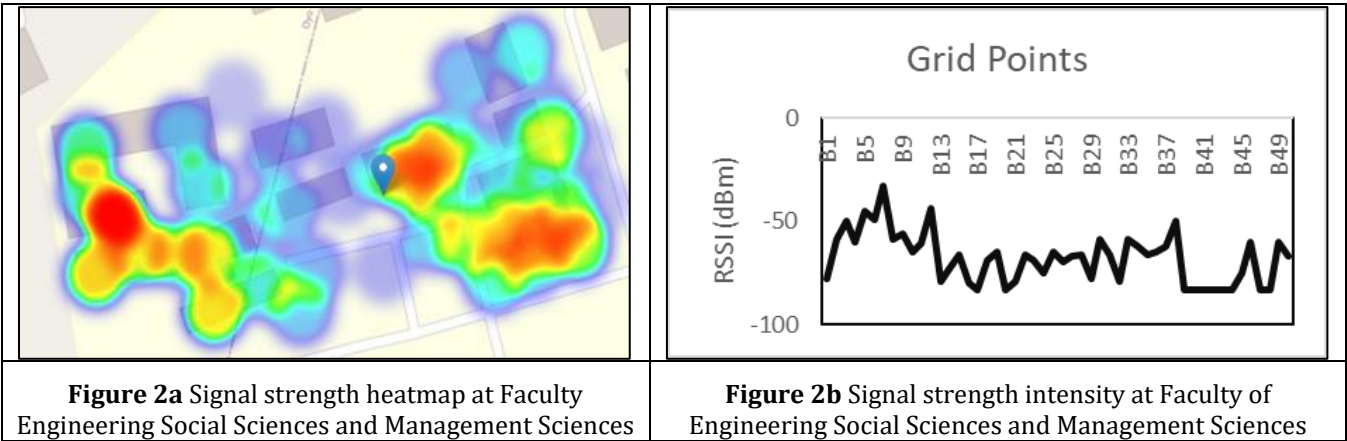 Oyo
Grid Points
0
B1
B5
B9
B13
B17
B21
B25
B29
B33
B37
B41
B45
B49
-50
-100
RSSI (dBm)
Figure 2a Signal strength heatmap at Faculty
Engineering Social Sciences and Management Sciences
Figure 2b Signal strength intensity at Faculty of
Engineering Social Sciences and Management Sciences